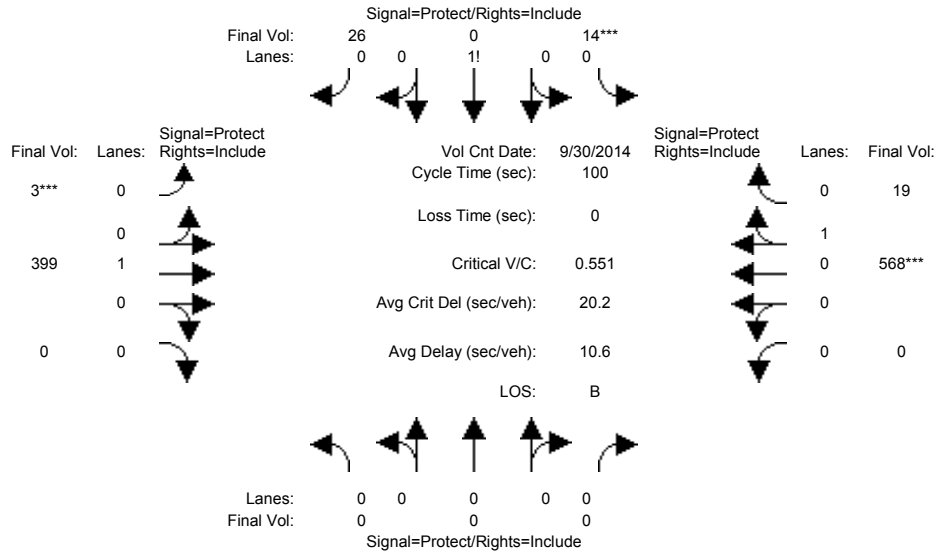 Signal=Protect/Rights=Include
Final Vol: 26 0 14***
Lanes: 0 0 1! 0 0
Signal=Protect Signal=Protect
Final Vol: Lanes: Rights=Include Vol Cnt Date: 9/30/2014 Rights=Include Lanes: Final Vol:
Cycle Time (sec): 100
3*** 0 0 19
Loss Time (sec): 0
0 1
399 1 Critical V/C: 0.551 0 568***
0 Avg Crit Del (sec/veh): 20.2 0
0 0 Avg Delay (sec/veh): 10.6 0 0
LOS: B
Lanes: 0 0 0 0 0
Final Vol: 0 0 0
Signal=Protect/Rights=Include